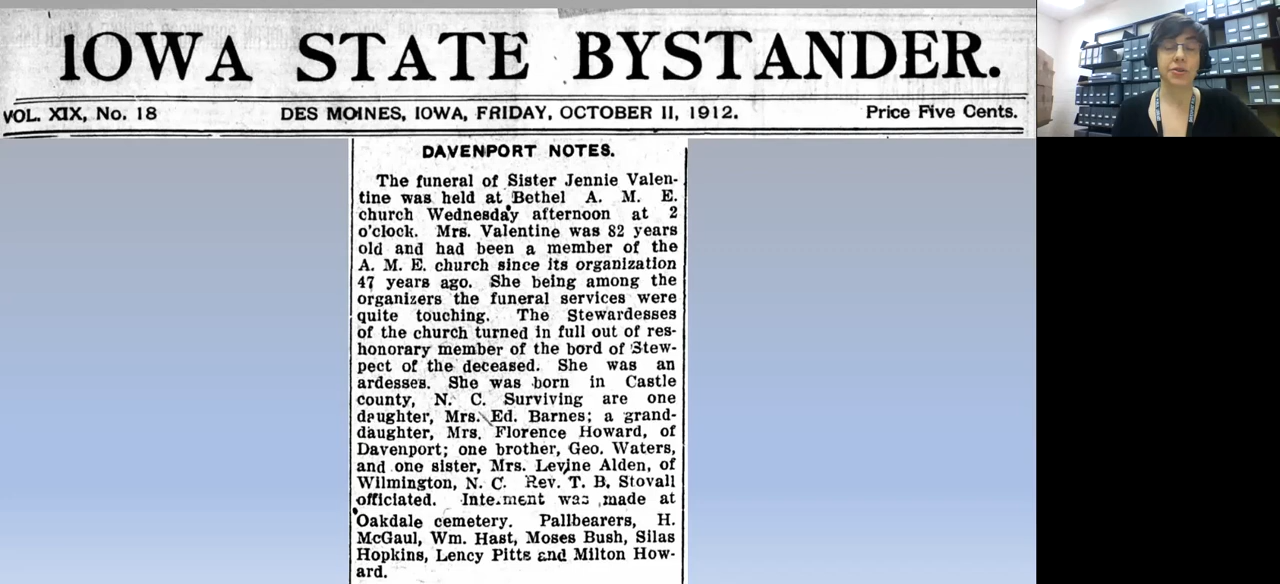 IOWA STATE BYSTANDER.
VOL. XIX, No. 18 DES MOINES, IOWA, FRIDAY, OCTOBER 11, 1912. Price Five Cents.
DAVENPORT NOTES.
The funeral of Sister Jennie Valen-
tine was held at Bethel A. M. E.
church Wednesday afternoon at 2
o'clock. Mrs. Valentine was 82 years
old and had been a member of the
A. M. E. church since its organization
47 years ago. She being among the
organizers the funeral services were
quite touching. The Stewardesses
of the church turned in full out of res-
honorary member of the bord of Stew-
pect of the deceased. She was an
ardesses. She was born in Castle
county, N. C. Surviving are one
daughter, Mrs. Ed. Barnes; a grand-
daughter, Mrs. Florence Howard, of
Davenport; one brother, Geo. Waters,
and one sister, Mrs. Levine Alden, of
Wilmington, N. C. Rev. T. B. Stovall
officiated. Interment was made at
Oakdale cemetery. Pallbearers, H.
McGaul, Wm. Hast, Moses Bush, Silas
Hopkins, Lency Pitts and Milton How-
ard.